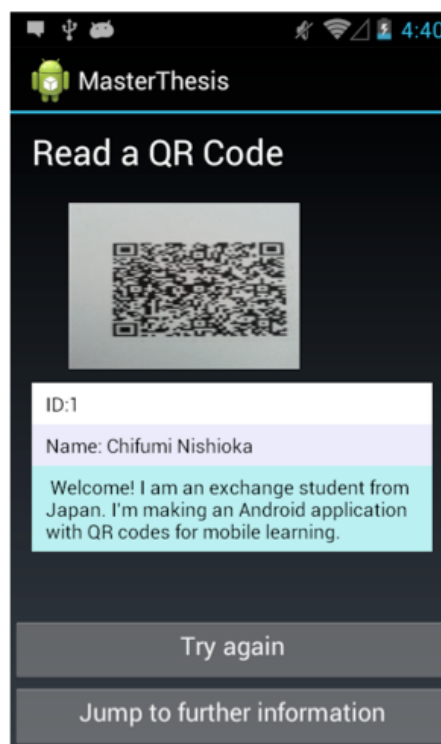 4:40
MasterThesis
Read a QR Code
ID:1
Name: Chifumi Nishioka
Welcome! I am an exchange student from
Japan. I'm making an Android application
with QR codes for mobile learning.
Try again
Jump to further information